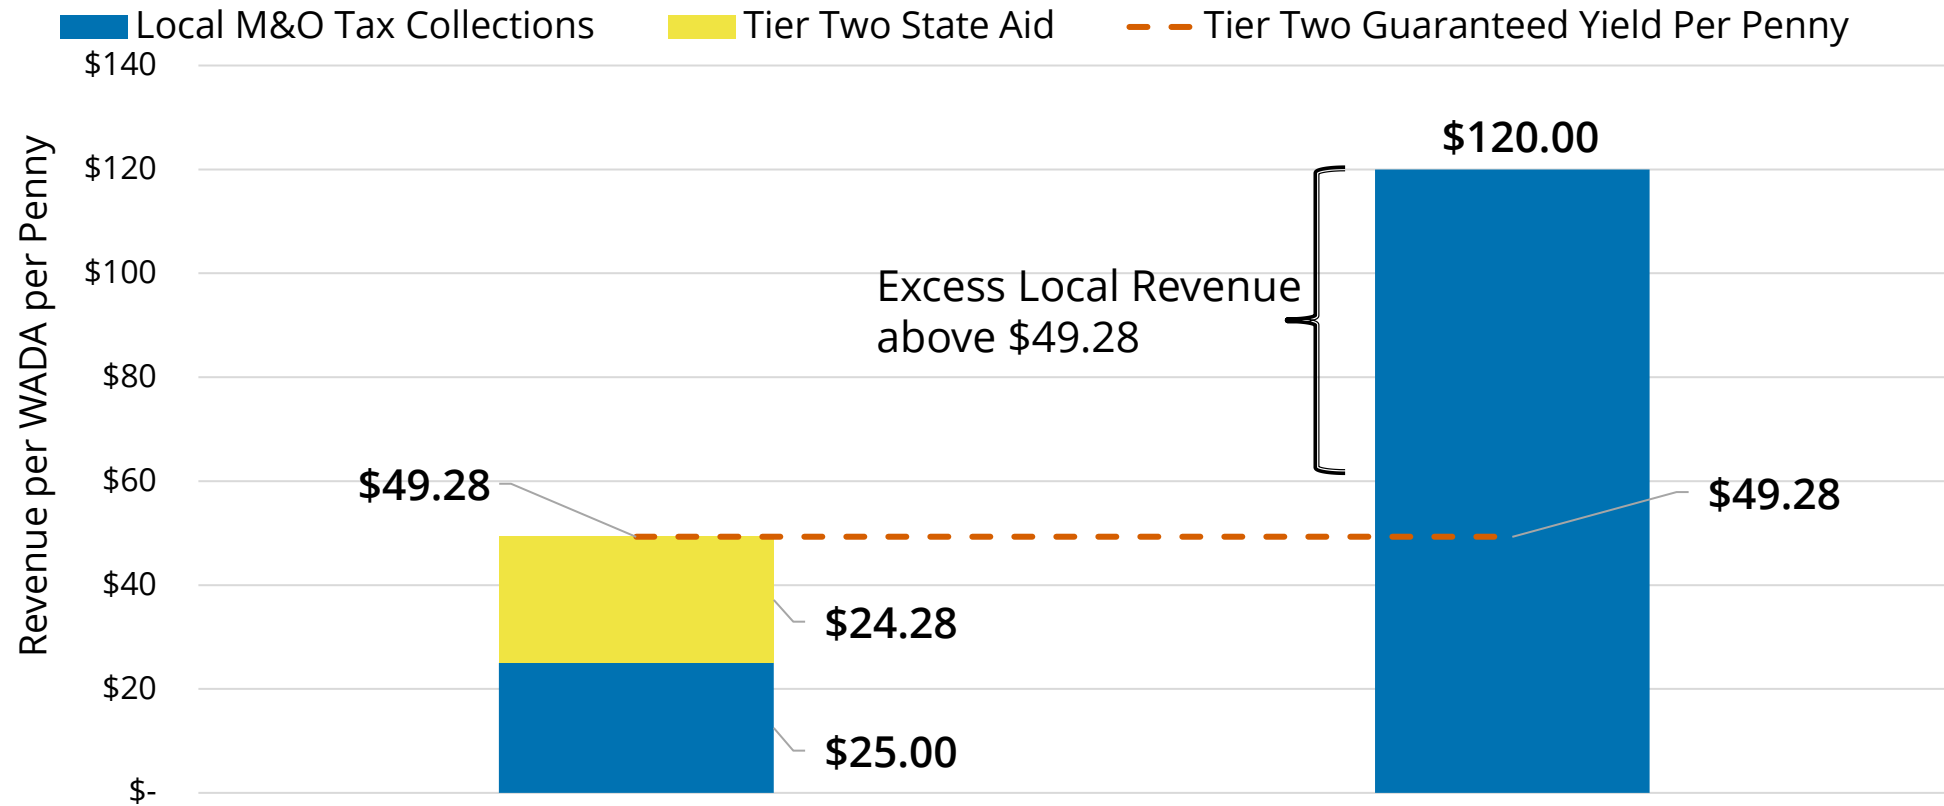 Local M&O Tax Collections
Tier Two State Aid
Tier Two Guaranteed Yield Per Penny
Revenue per WADA per Penny
$140
$120
$100
$80
$60
$40
$20
$-
$49.28
$24.28
$25.00
Excess Local Revenue
above $49.28
$120.00
$49.28